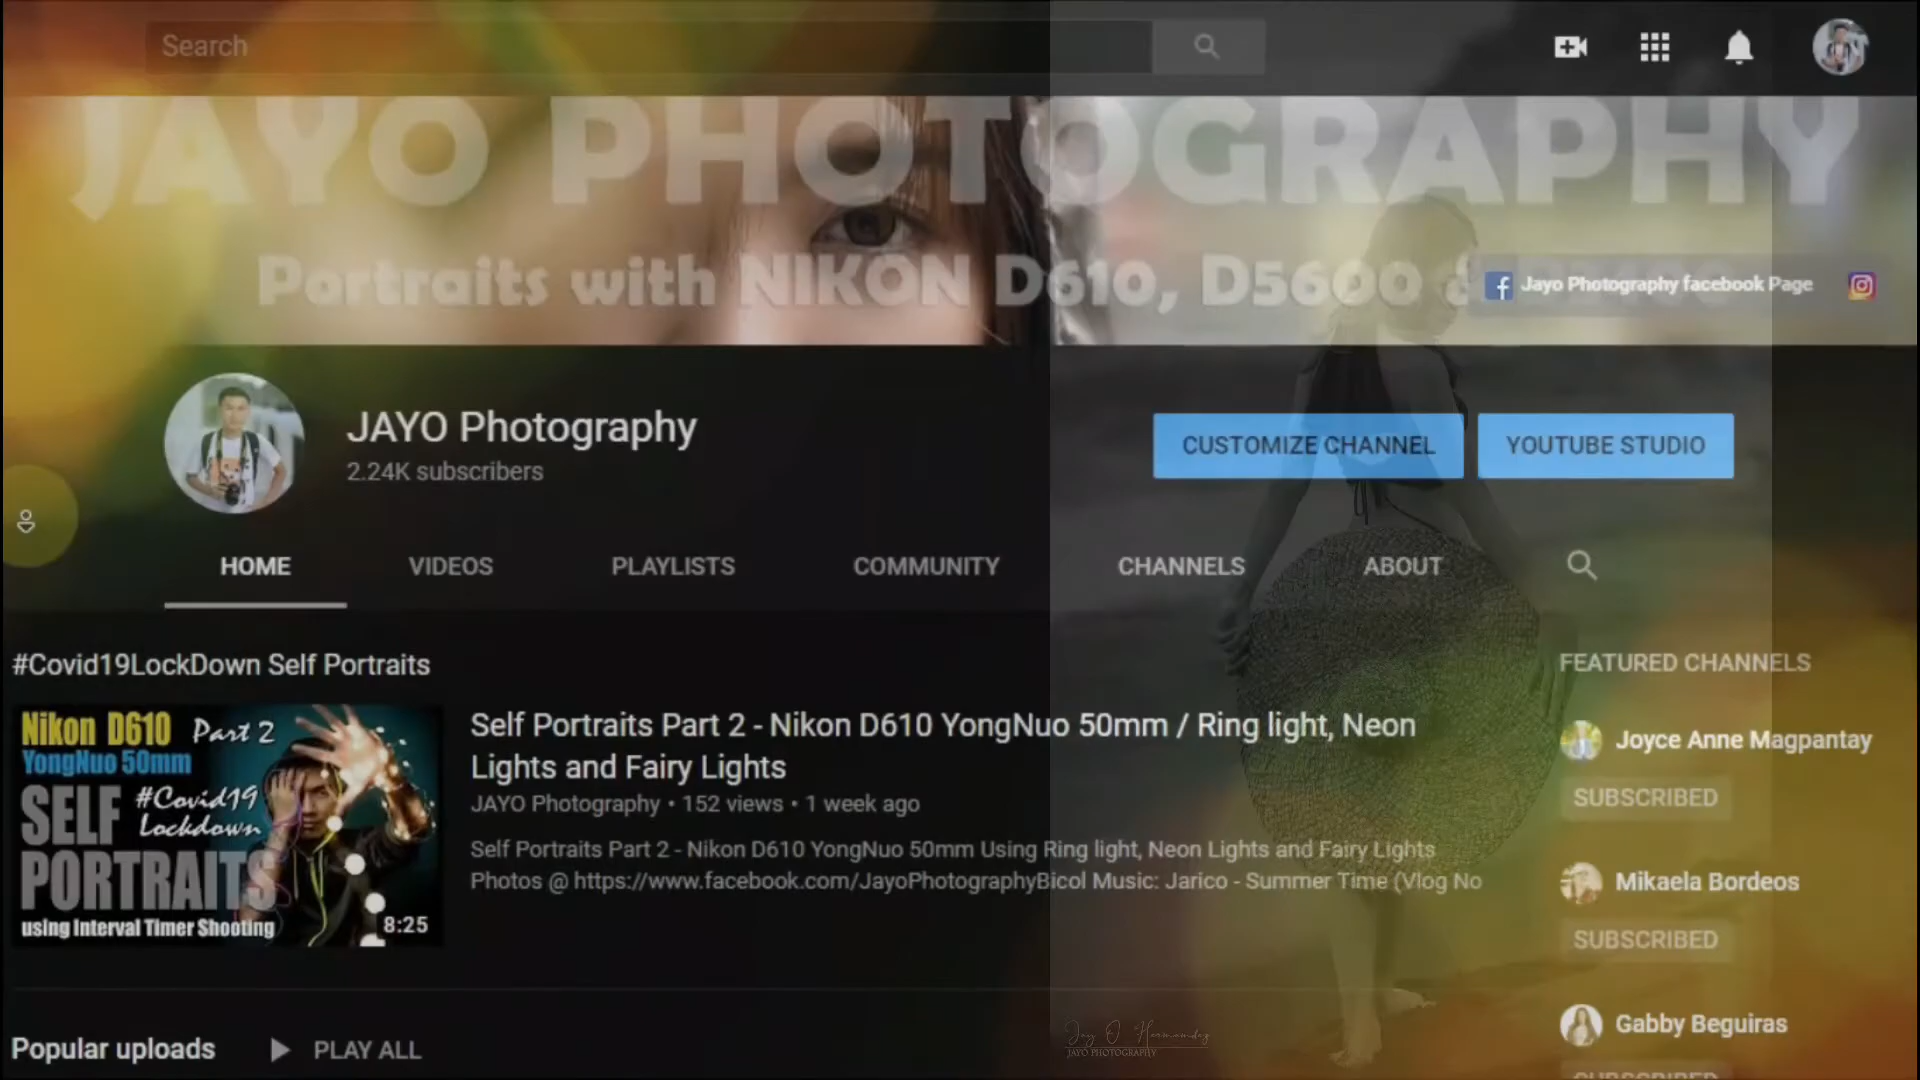 Search
JAYO PHOTOGRAPHY
Portraits with NIKON D610, D5600
Jayo Photography facebook Page
JAYO Photography
2.24K subscribers
CUSTOMIZE CHANNEL
YOUTUBE STUDIO
HOME
VIDEOS
PLAYLISTS
COMMUNITY
CHANNELS
ABOUT
#Covid19LockDown Self Portraits
Nikon D610 Part 2
YongNuo 50mm
SELF #Covid19
Lockdown
PORTRAITS
using Interval Timer Shooting
8:25
Self Portraits Part 2 - Nikon D610 YongNuo 50mm / Ring light, Neon
Lights and Fairy Lights
JAYO Photography • 152 views • 1 week ago
Self Portraits Part 2 - Nikon D610 YongNuo 50mm Using Ring light, Neon Lights and Fairy Lights
Photos @ https://www.facebook.com/JayoPhotographyBicol Music: Jarico - Summer Time (Vlog No
FEATURED CHANNELS
Joyce Anne Magpantay
SUBSCRIBED
Mikaela Bordeos
SUBSCRIBED
Gabby Beguiras
SUBSCRIBED
Popular uploads
PLAY ALL
Jay O Hermomdez
JAYO PHOTOGRAPHY